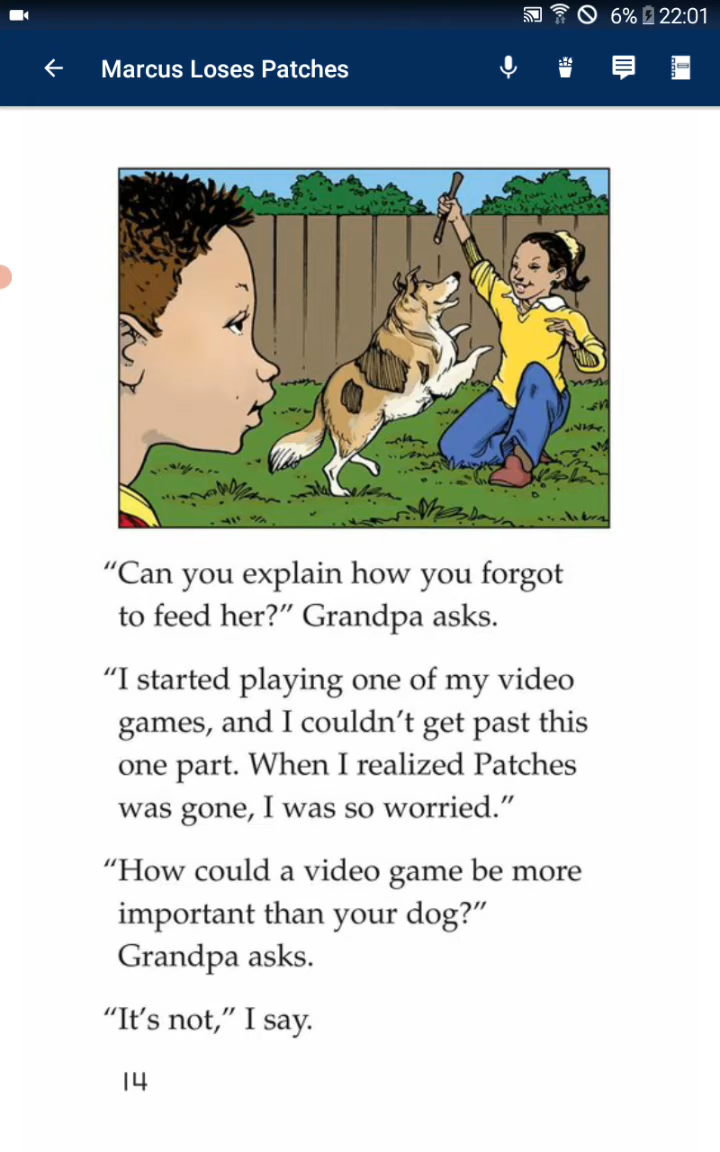 6% 22:01
Marcus Loses Patches
“Can you explain how you forgot
to feed her?” Grandpa asks.
“I started playing one of my video
games, and I couldn’t get past this
one part. When I realized Patches
was gone, I was so worried.”
“How could a video game be more
important than your dog?”
Grandpa asks.
“It’s not,” I say.
14